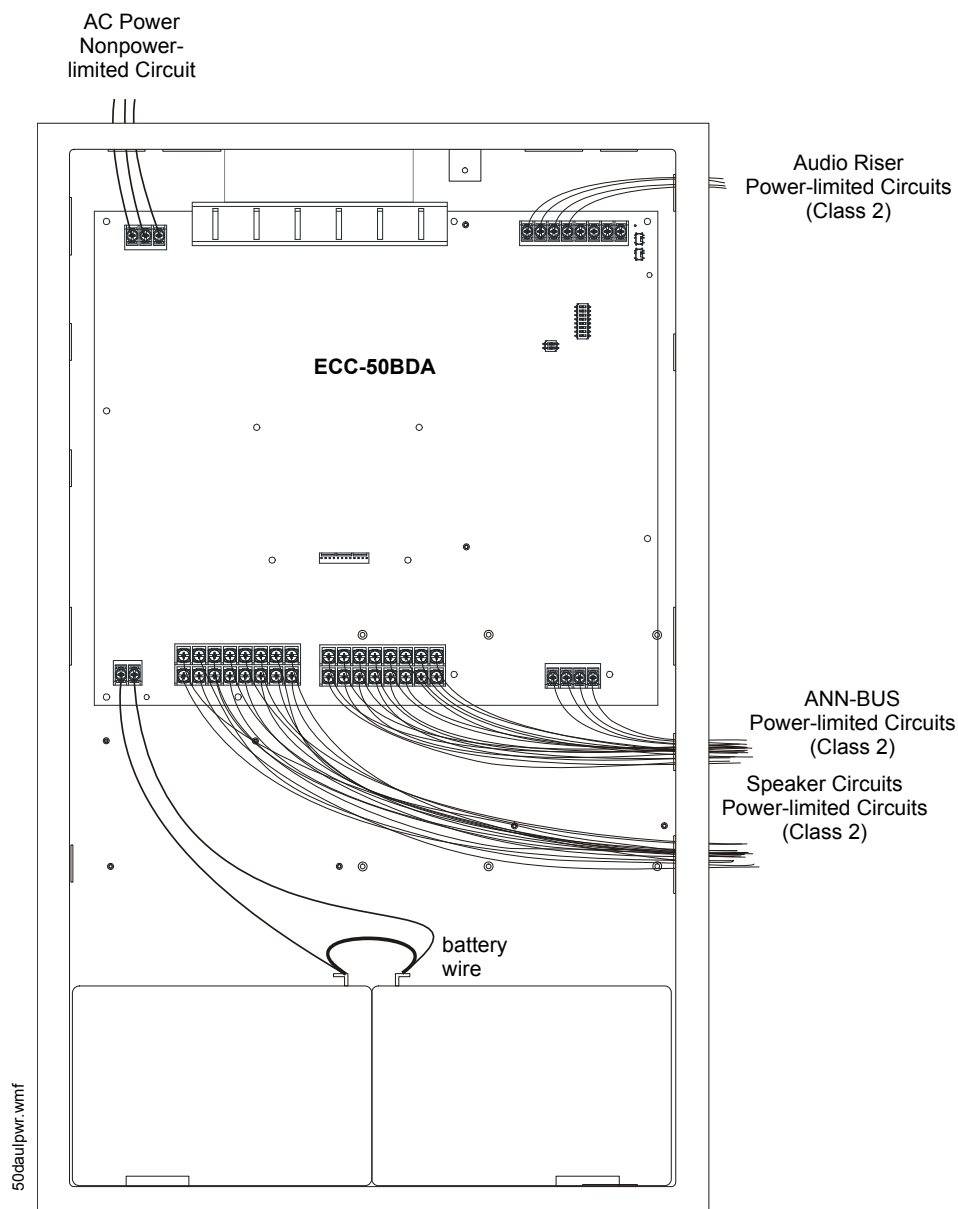 AC Power
Nonpower-
limited Circuit
Audio Riser
Power-limited Circuits
(Class 2)
ECC-50BDA
ANN-BUS
Power-limited Circuits
(Class 2)
Speaker Circuits
Power-limited Circuits
(Class 2)
battery
wire
50daulpwr.wmf